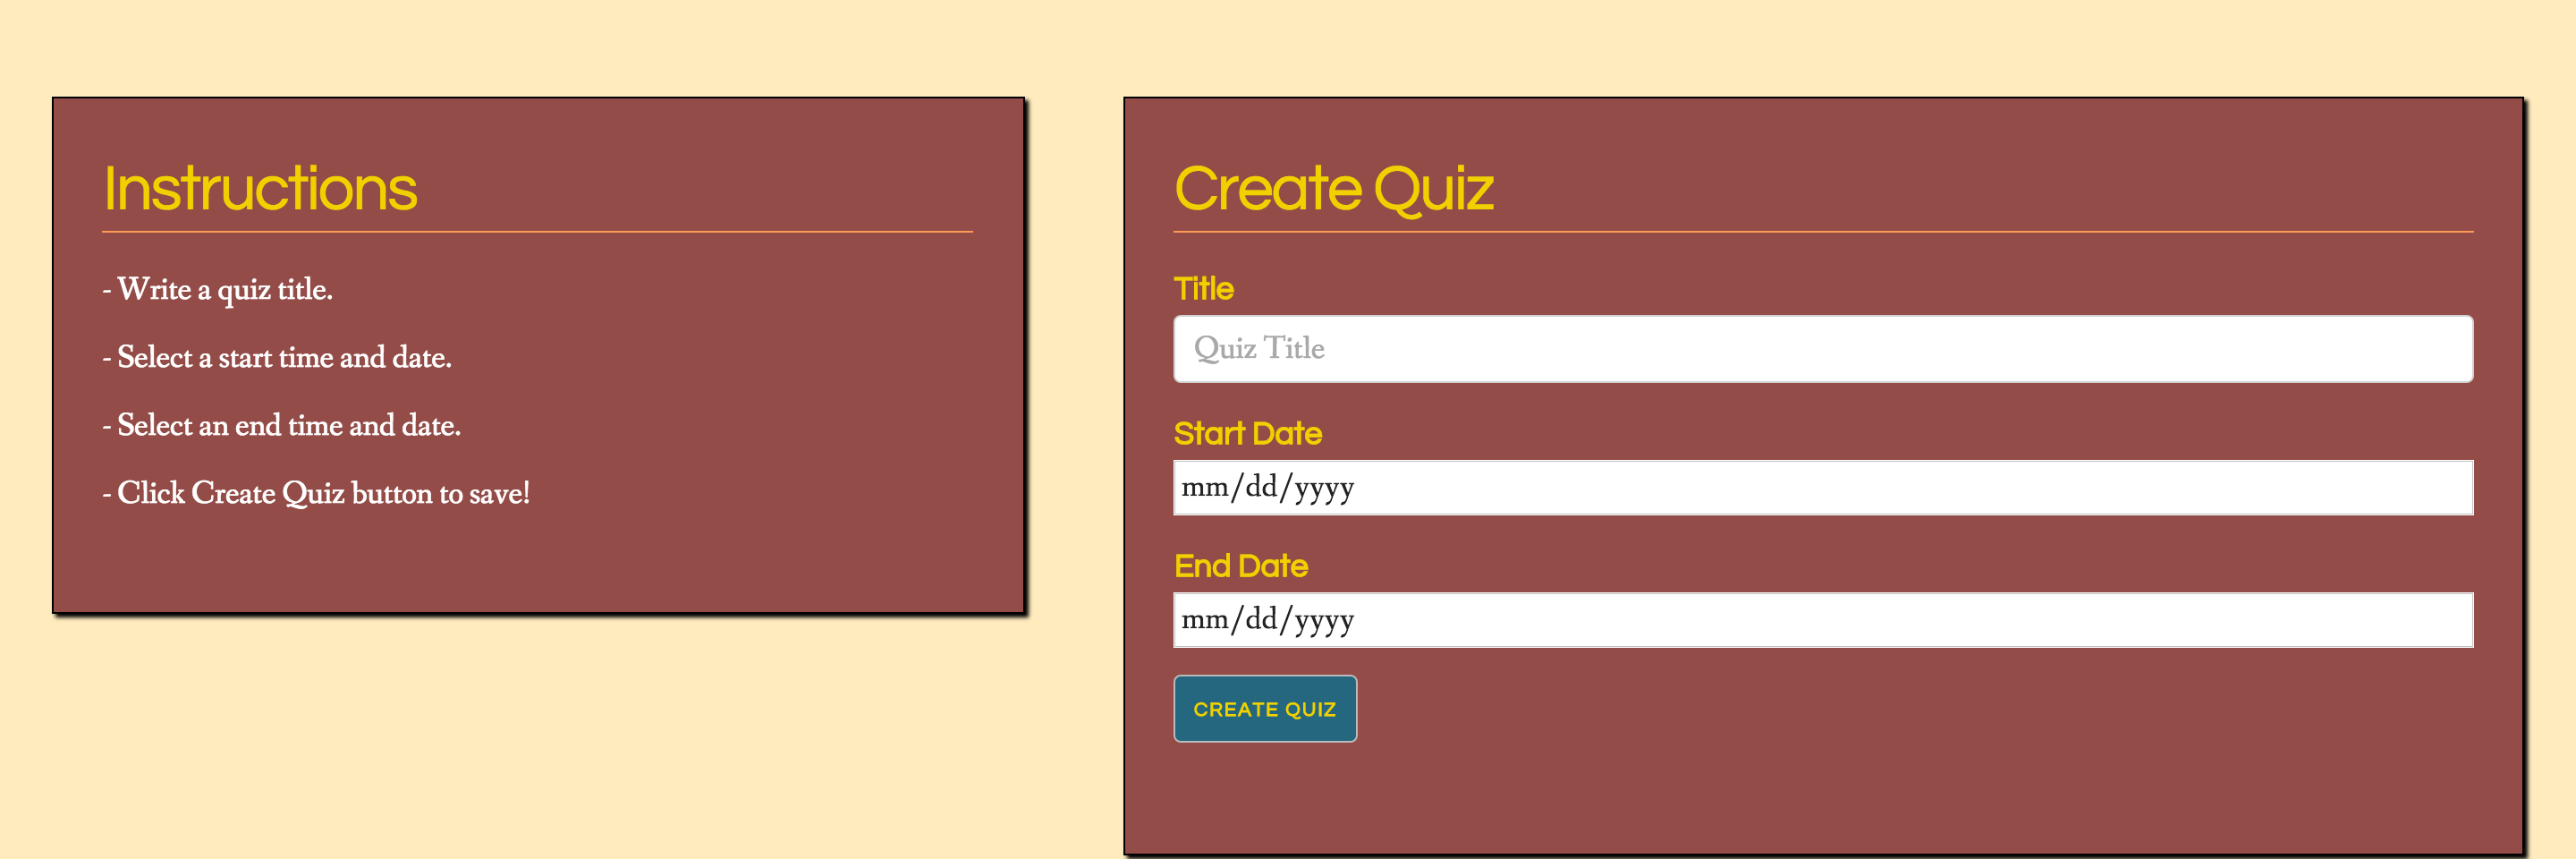 Instructions
- Write a quiz title.
- Select a start time and date.
- Select an end time and date.
- Click Create Quiz button to save!
Create Quiz
Title
Quiz Title
Start Date
mm/dd/yyyy
End Date
mm/dd/yyyy
CREATE QUIZ